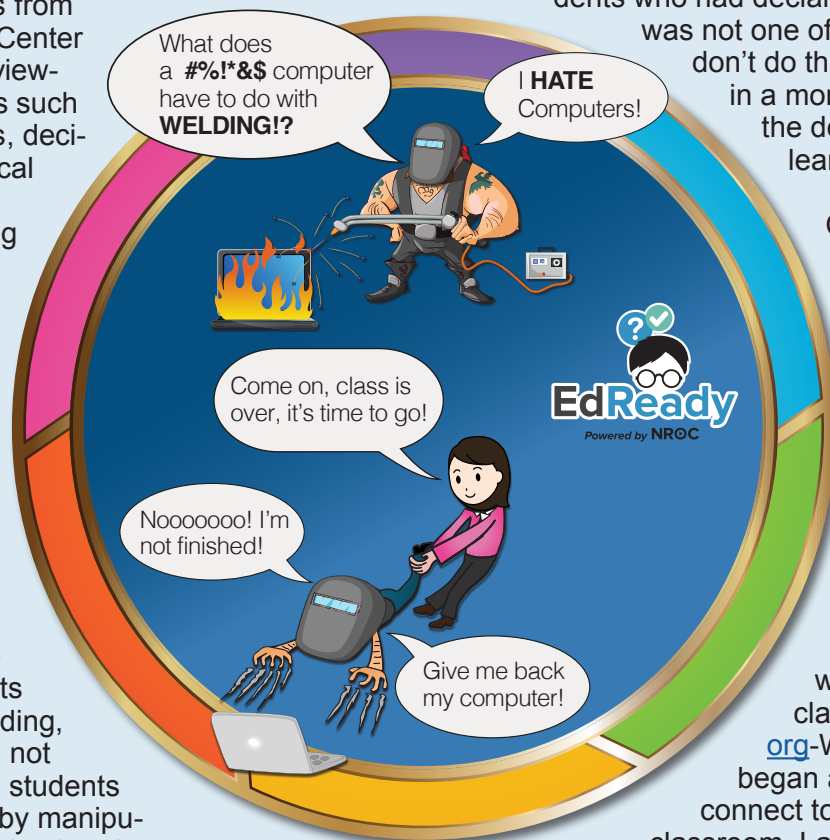 s from
Center
view-
s such
s, deci-
cal
g
dents who had declar
was not one of
don't do th
in a mor
the de
lear
What does
a #%!*&$ computer
have to do with
WELDING!?
I HATE
Computers!
?
EdReady
Powered by NROC
Come on, class is
over, it's time to go!
Nooooooo! I'm
not finished!
Give me back
my computer!
ts
ding,
not
students
by manipu-
w
cla
org-W
began a
connect to
classroom. I